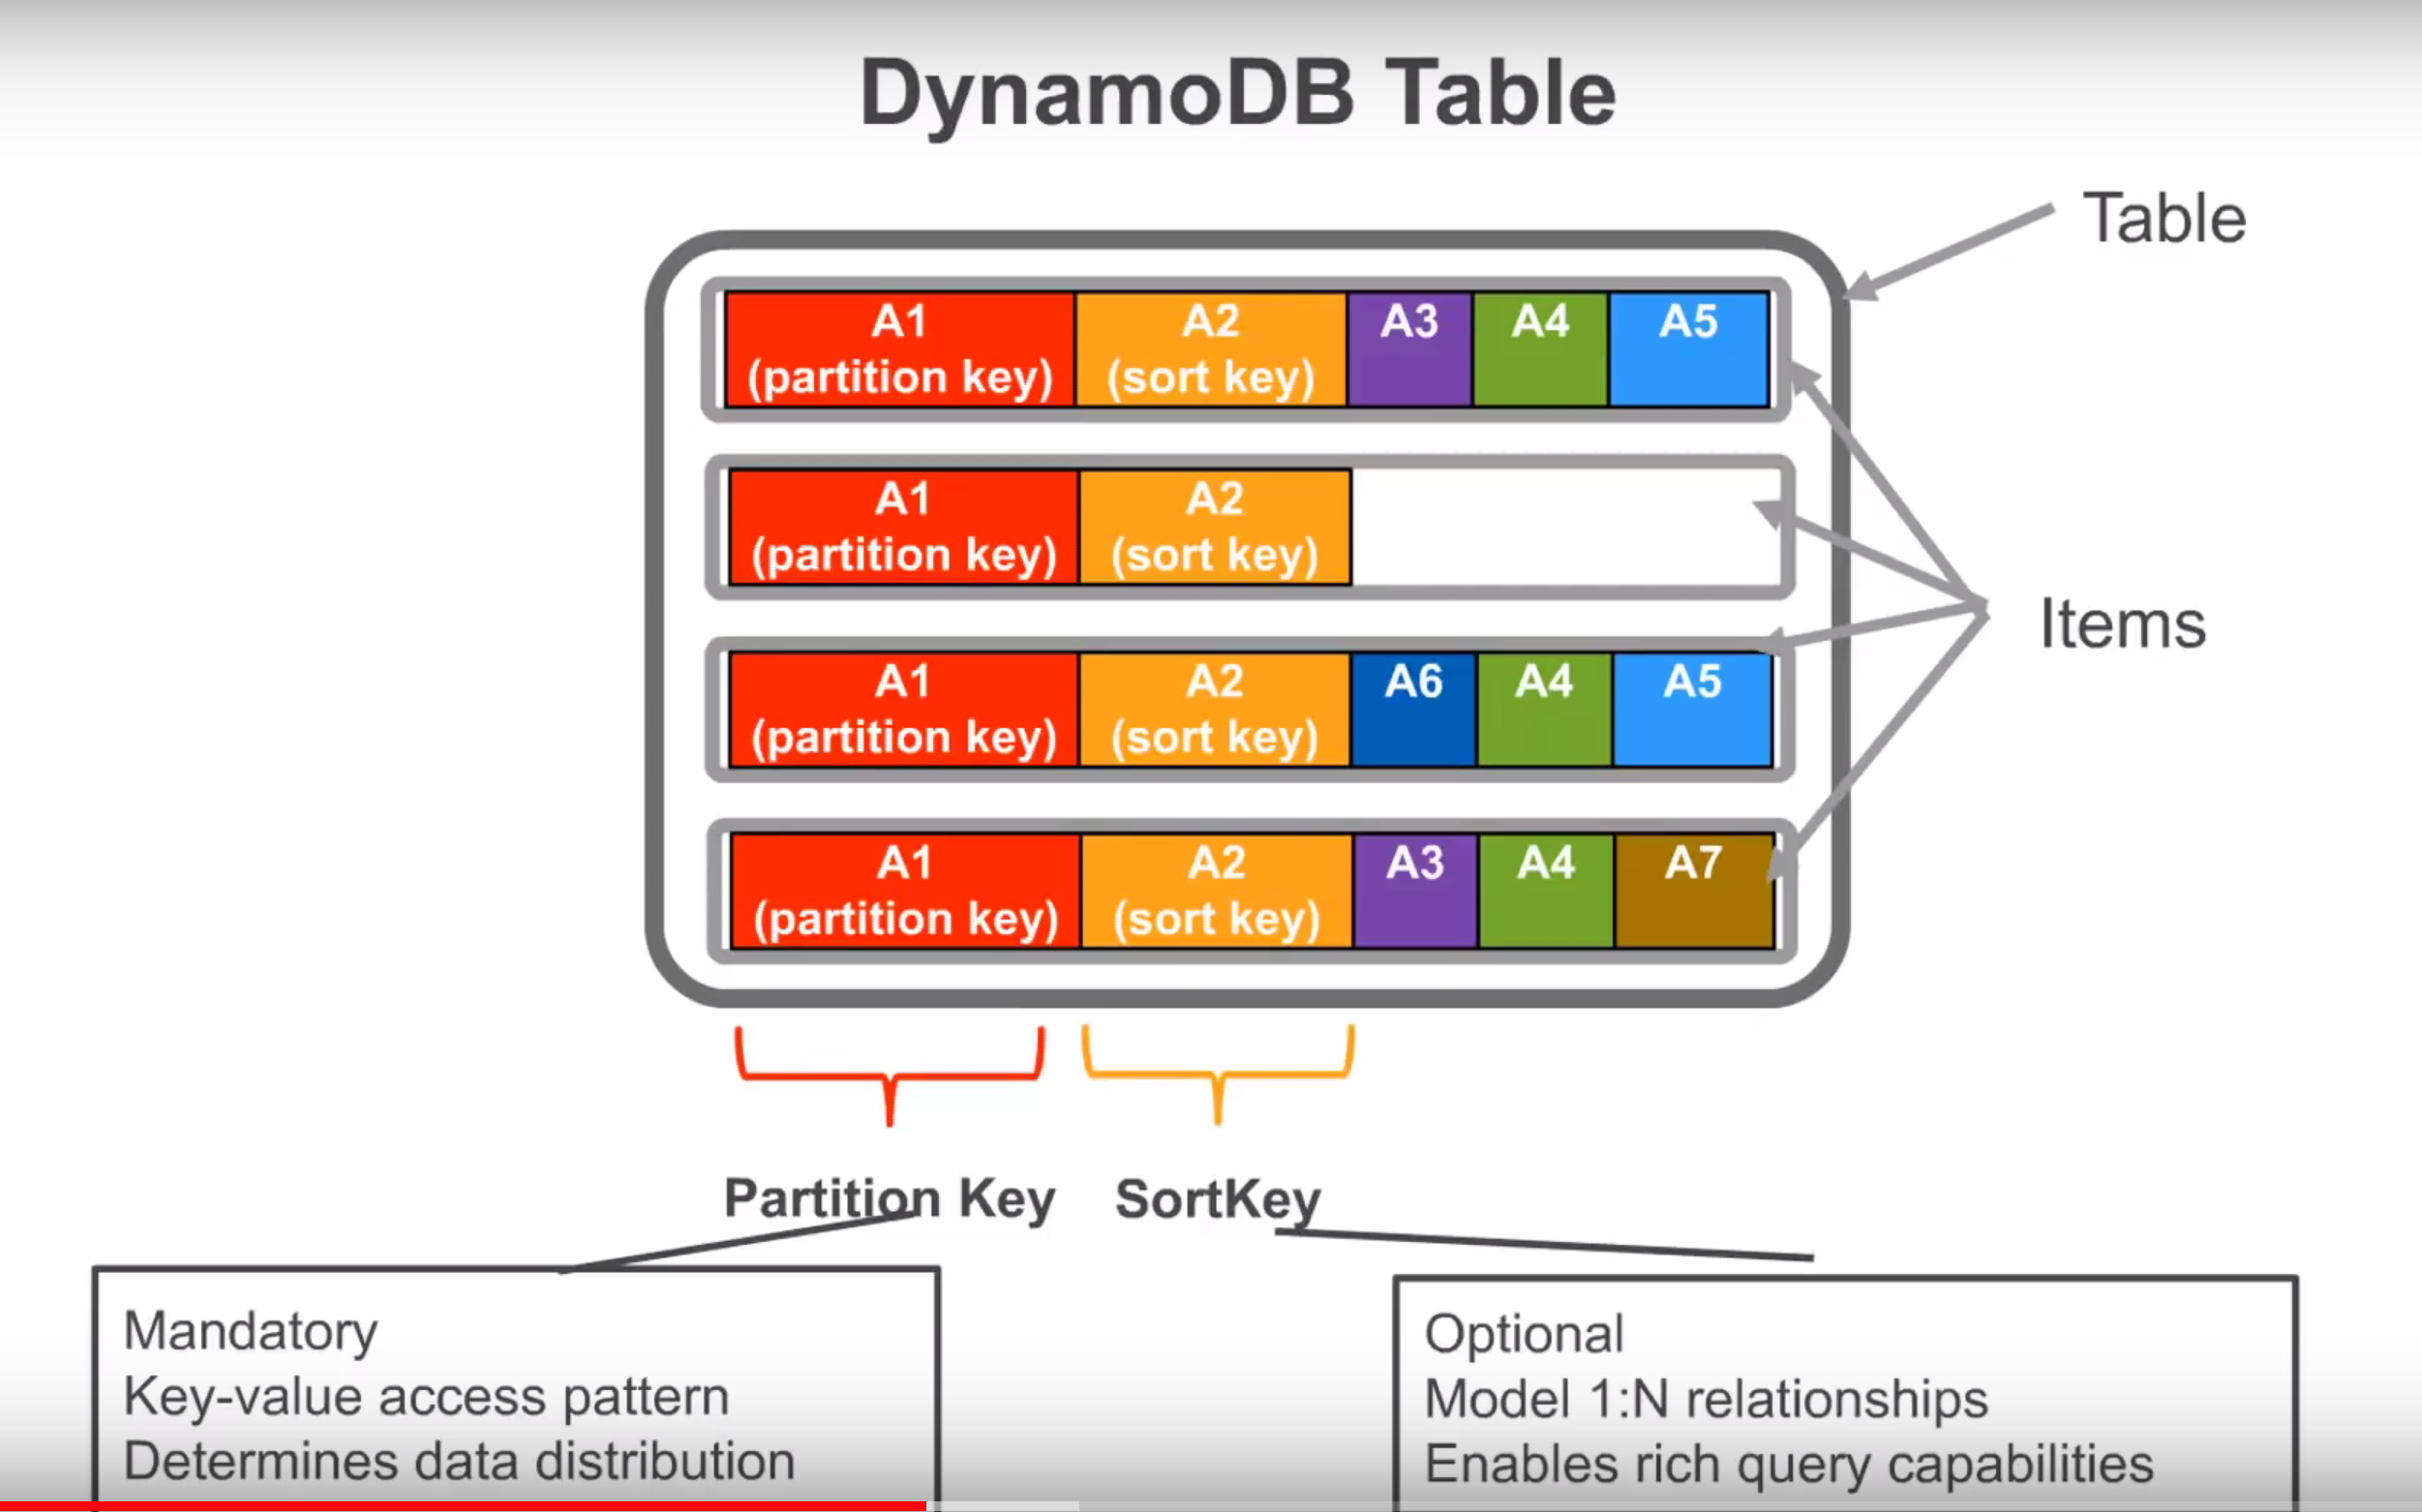 DynamoDB Table
Table
A1 A2 A3 A4 A5
(partition key) (sort key)
A1 A2
(partition key) (sort key)
Items
A1 A2 A6 A4 A5
(partition key) (sort key)
A1 A2 A3 A4 A7
(partition key) (sort key)
Partition Key SortKey
Mandatory
Key-value access pattern
Determines data distribution
Optional
Model 1:N relationships
Enables rich query capabilities